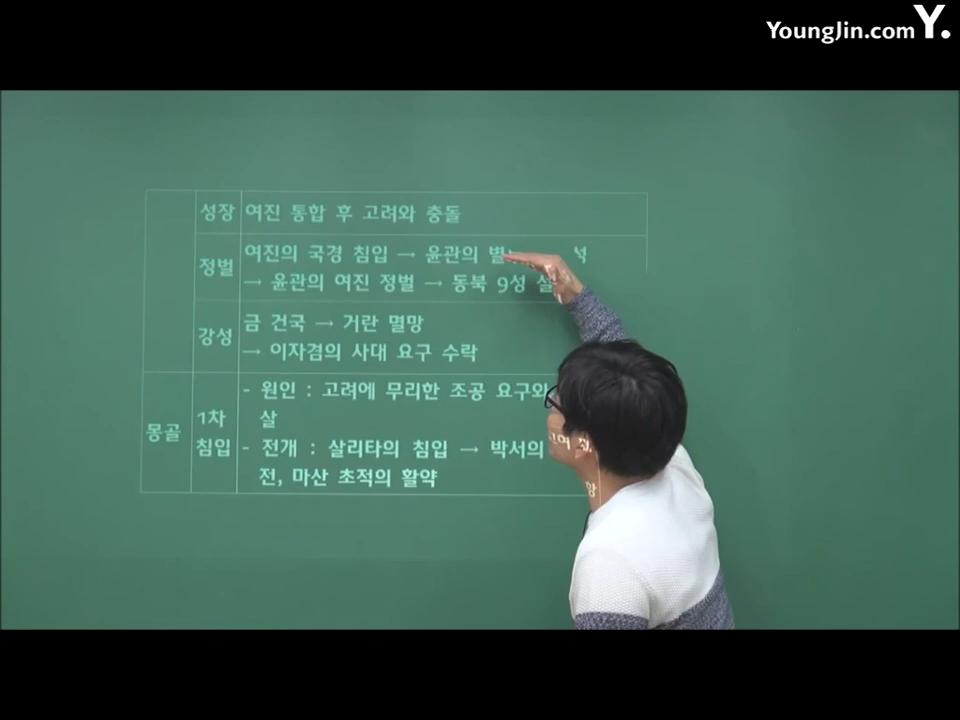 YoungJin.com Y.
성장 여진 통합 후 고려와 충돌
정벌 여진의 국경 침입 → 윤관의
→ 윤관의 여진 정벌 → 동북 9성
강성 금 건국 → 거란 멸망
→ 이자겸의 사대 요구 수락
몽골 1차 침입 - 원인 : 고려에 무리한 조공 요구와
살
- 전개 : 살리타의 침입 → 박서의
전, 마산 초적의 활약